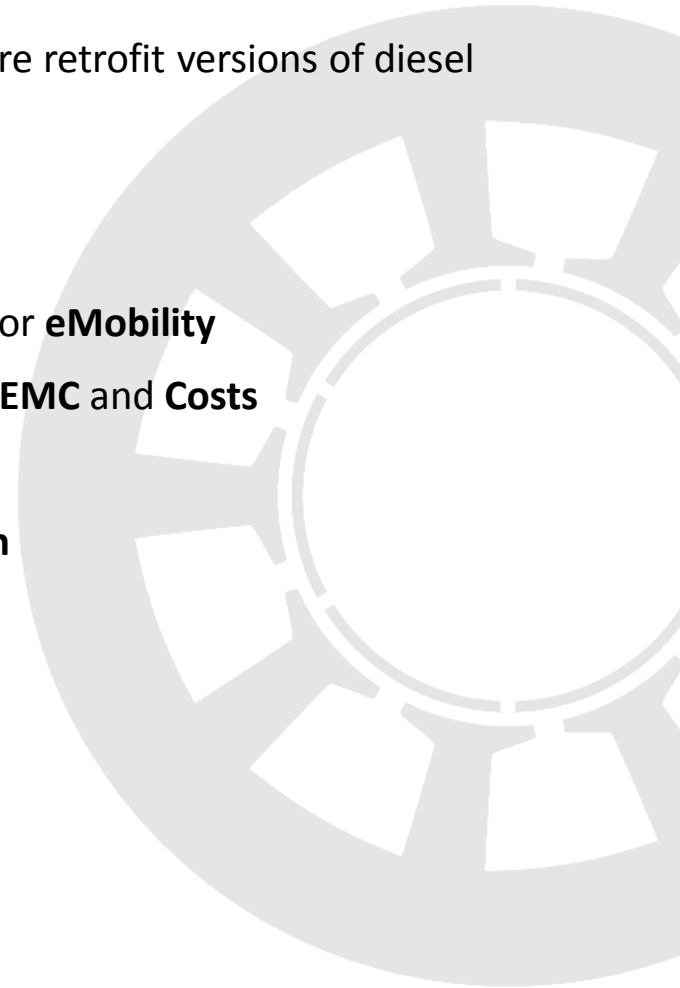 re retrofit versions of diesel
or eMobility
EMC and Costs